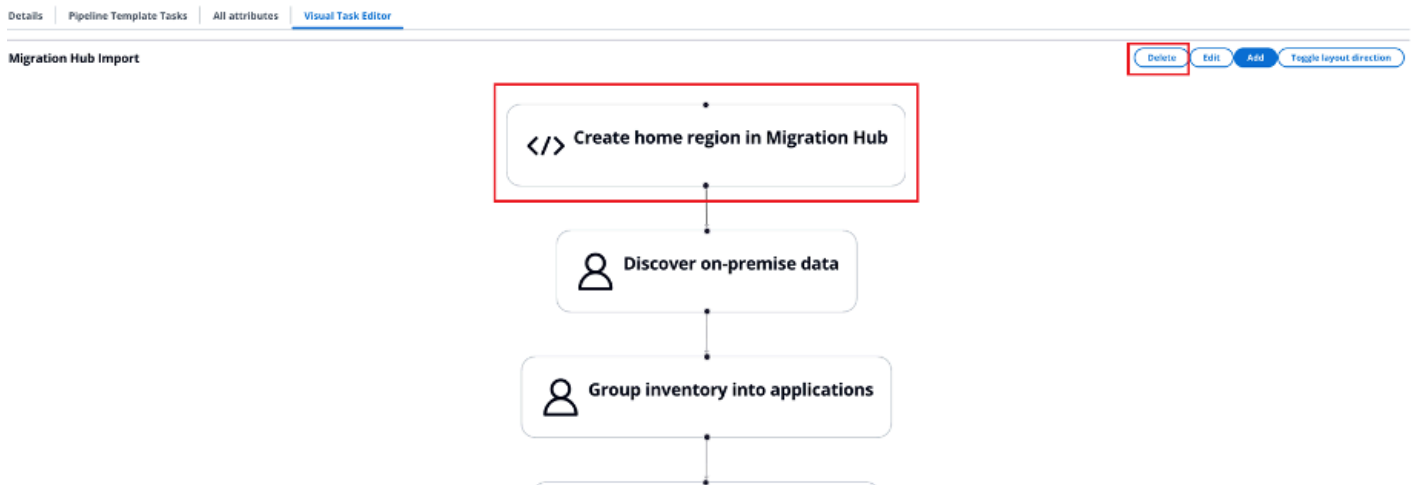 Details Pipeline Template Tasks All attributes Visual Task Editor
Migration Hub Import Delete Edit Add Toggle layout direction
</> Create home region in Migration Hub
Discover on-premise data
Group inventory into applications